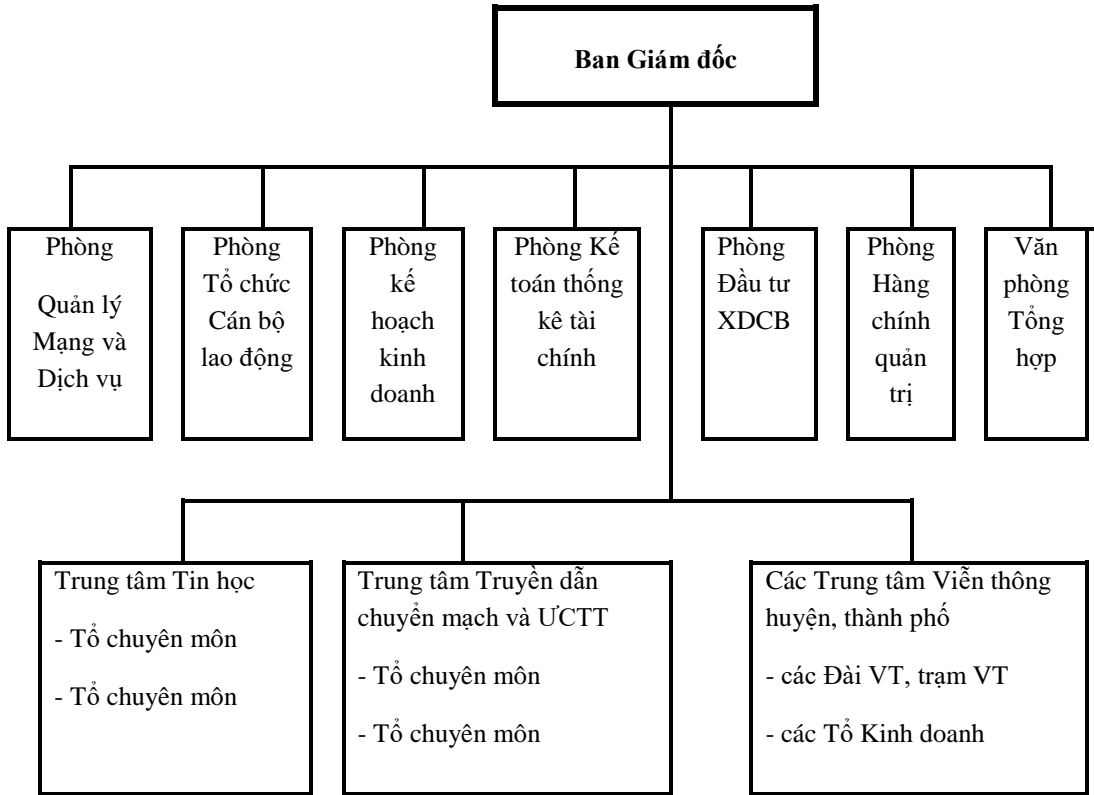 Ban Giám đốc
Phòng
Quản lý
Mạng và
Dịch vụ
Phòng
Tổ chức
Cán bộ
lao động
Phòng
kế
hoạch
kinh
doanh
Phòng Kế
toán thống
kê tài
chính
Phòng
Đầu tư
XDCB
Phòng
Hàng
chính
quản
trị
Văn
phòng
Tổng
hợp
Trung tâm Tin học
- Tổ chuyên môn
- Tổ chuyên môn
Trung tâm Truyền dẫn
chuyển mạch và ƯCTT
- Tổ chuyên môn
- Tổ chuyên môn
Các Trung tâm Viễn thông
huyện, thành phố
- các Đài VT, trạm VT
- các Tổ Kinh doanh